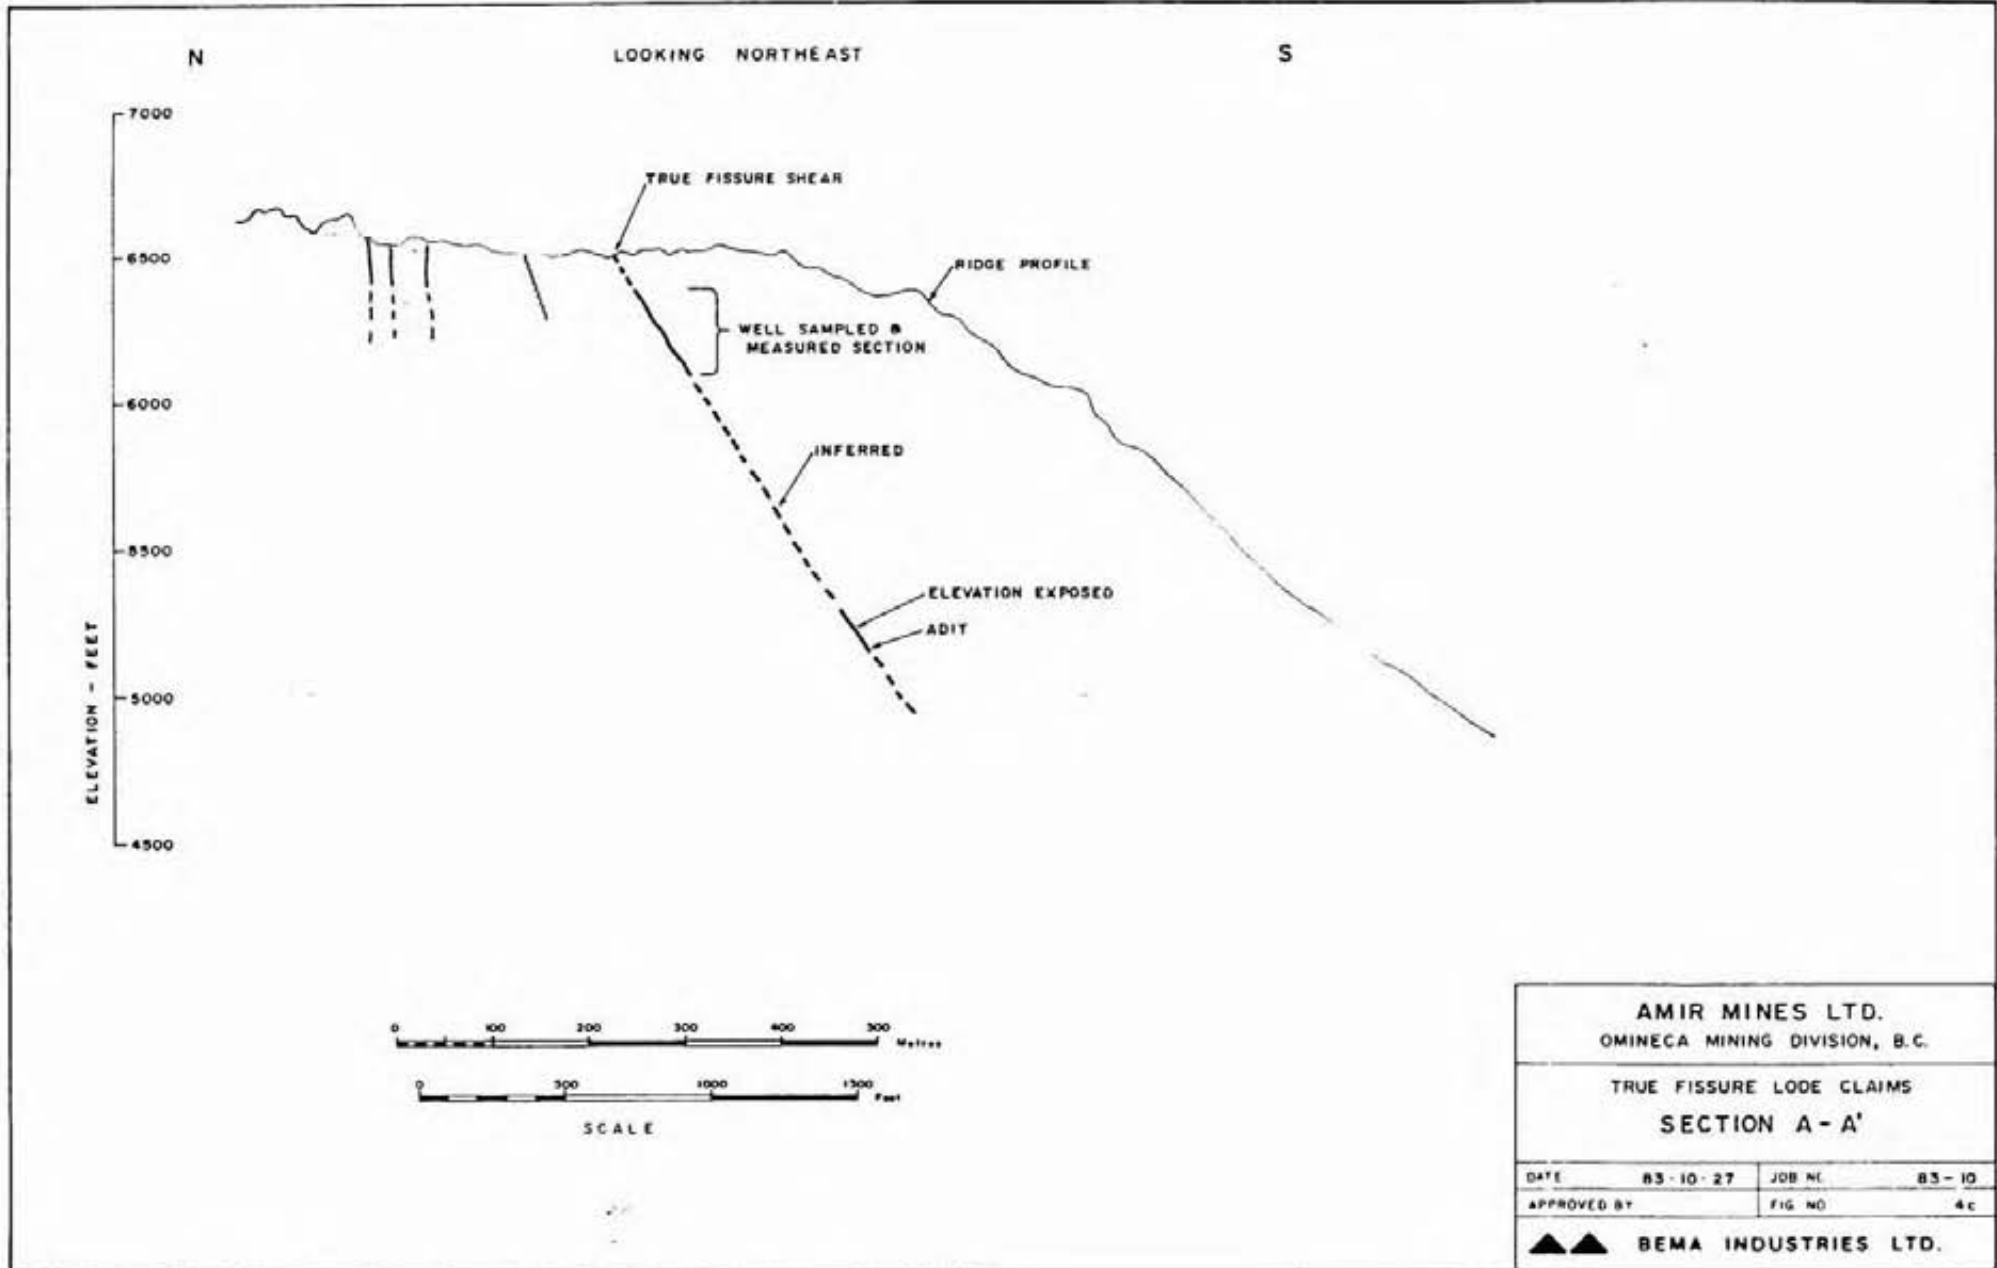 N
LOOKING NORTHEAST
S
7000
TRUE FISSURE SHEAR
6500
RIDGE PROFILE
WELL SAMPLED &
MEASURED SECTION
6000
INFERRED
5500
ELEVATION EXPOSED
ADIT
5000
ELEVATION - FEET
4500
0 100 200 300 400 500 Metres
0 500 1000 1500 Feet
SCALE
AMIR MINES LTD.
OMINECA MINING DIVISION, B.C.
TRUE FISSURE LODE CLAIMS
SECTION A-A'
DATE 83-10-27 JOB NO. 83-10
APPROVED BY FIG. NO. 4c
BEMA INDUSTRIES LTD.